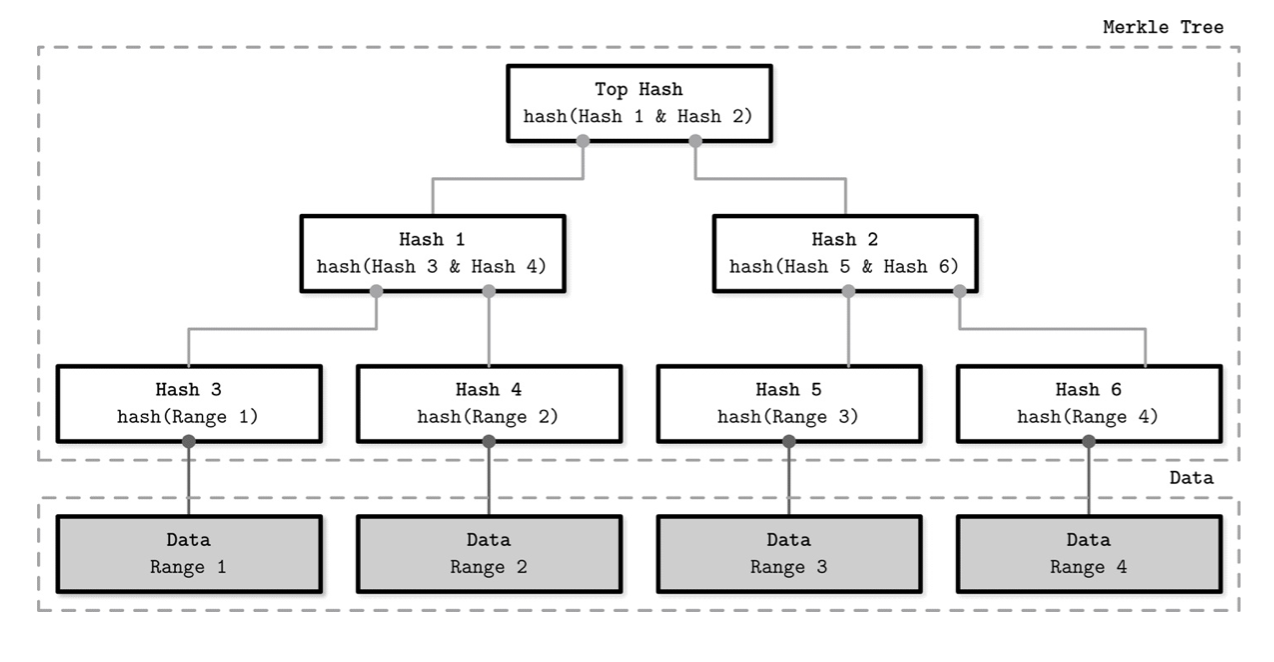 Merkle Tree
Top Hash
hash(Hash 1 & Hash 2)
Hash 1
hash(Hash 3 & Hash 4)
Hash 2
hash(Hash 5 & Hash 6)
Hash 3
hash(Range 1)
Hash 4
hash(Range 2)
Hash 5
hash(Range 3)
Hash 6
hash(Range 4)
Data
Data
Range 1
Data
Range 2
Data
Range 3
Data
Range 4